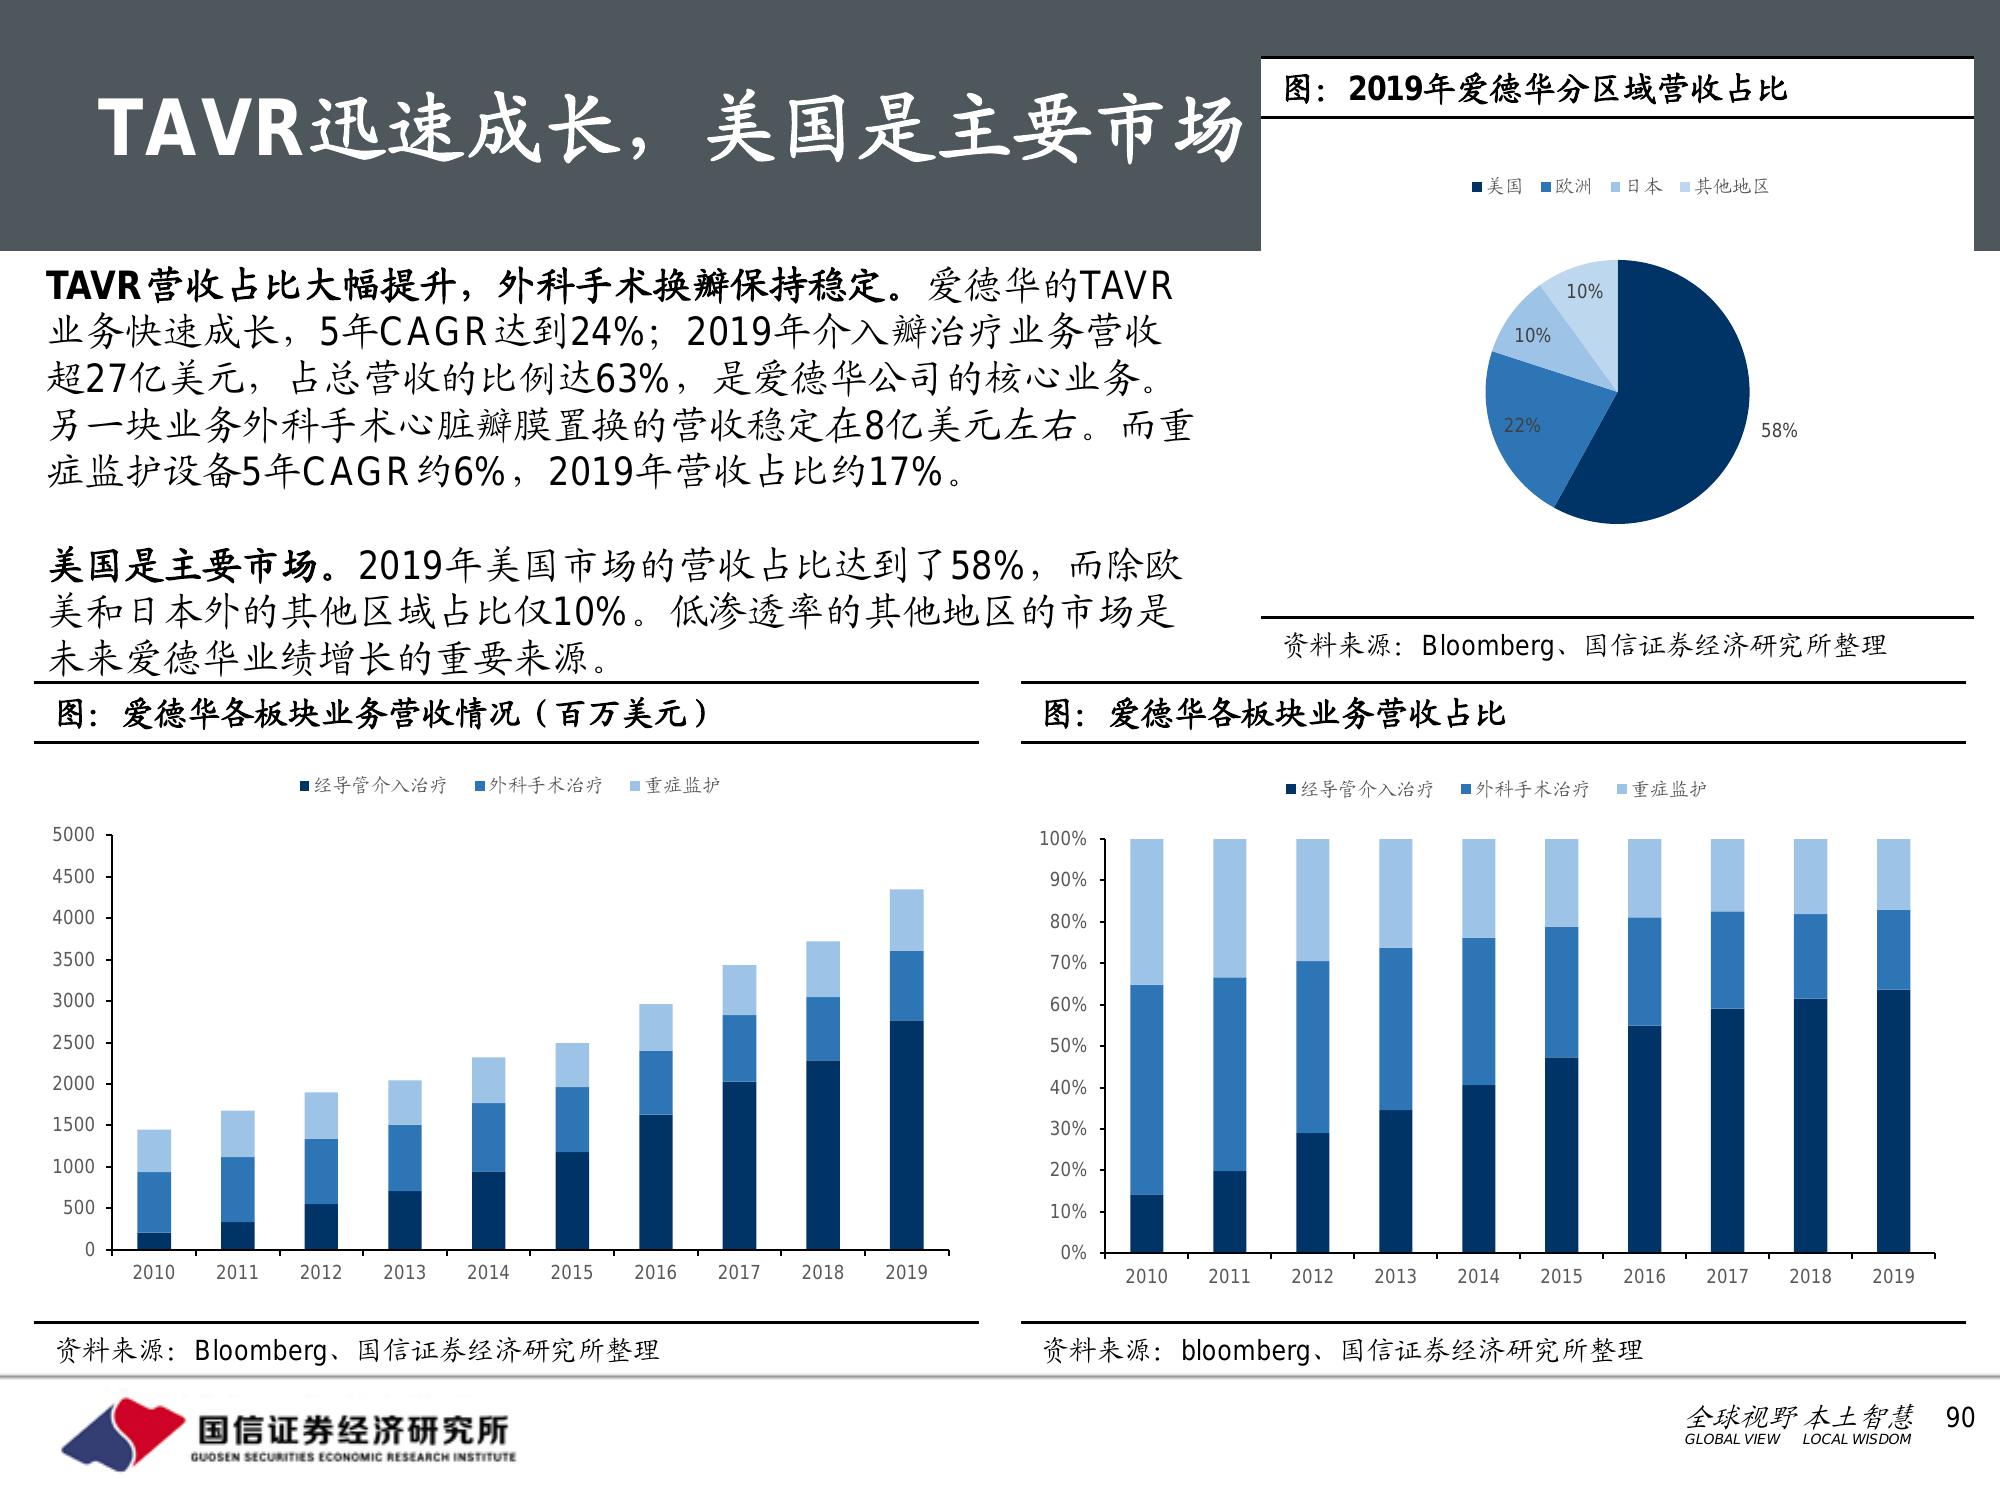 TAVR迅速成长，美国是主要市场
图：2019年爱德华分区域营收占比
美国 欧洲 日本 其他地区
10%
10%
22%
58%
资料来源：Bloomberg、国信证券经济研究所整理
TAVR营收占比大幅提升，外科手术换瓣保持稳定。爱德华的TAVR
业务快速成长，5年CAGR达到24%；2019年介入瓣治疗业务营收
超27亿美元，占总营收的比例达63%，是爱德华公司的核心业务。
另一块业务外科手术心脏瓣膜置换的营收稳定在8亿美元左右。而重
症监护设备5年CAGR约6%，2019年营收占比约17%。
美国是主要市场。2019年美国市场的营收占比达到了58%，而除欧
美和日本外的其他区域占比仅10%。低渗透率的其他地区的市场是
未来爱德华业绩增长的重要来源。
图：爱德华各板块业务营收情况（百万美元）
经导管介入治疗 外科手术治疗 重症监护
5000
4500
4000
3500
3000
2500
2000
1500
1000
500
0
2010 2011 2012 2013 2014 2015 2016 2017 2018 2019
资料来源：Bloomberg、国信证券经济研究所整理
图：爱德华各板块业务营收占比
经导管介入治疗 外科手术治疗 重症监护
100%
90%
80%
70%
60%
50%
40%
30%
20%
10%
0%
2010 2011 2012 2013 2014 2015 2016 2017 2018 2019
资料来源：bloomberg、国信证券经济研究所整理
国信证券经济研究所
GUOSEN SECURITIES ECONOMIC RESEARCH INSTITUTE
全球视野 本土智慧
GLOBAL VIEW LOCAL WISDOM
90